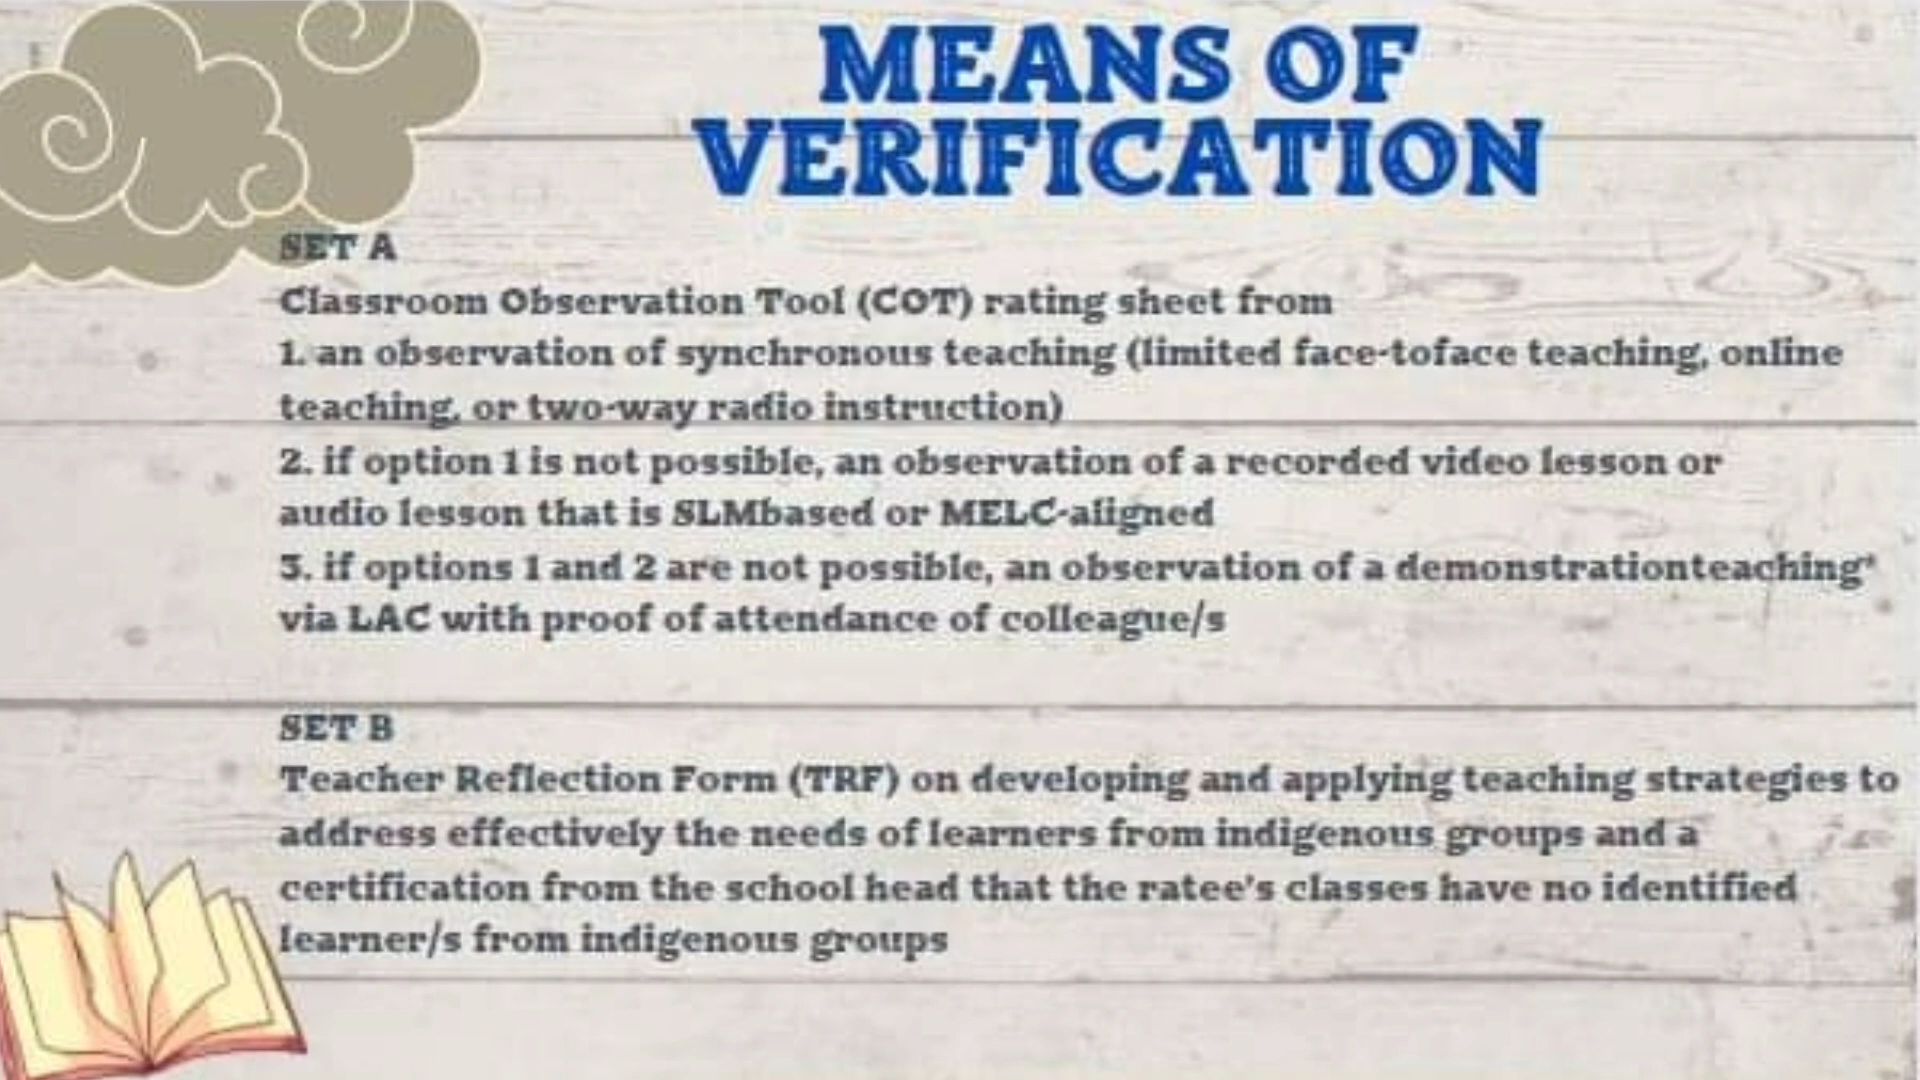 MEANS OF
VERIFICATION
SET A
Classroom Observation Tool (COT) rating sheet from
1. an observation of synchronous teaching (limited face-toface teaching, online
teaching, or two-way radio instruction)
2. if option 1 is not possible, an observation of a recorded video lesson or
audio lesson that is SLMbased or MELC-aligned
3. if options 1 and 2 are not possible, an observation of a demonstrationteaching*
via LAC with proof of attendance of colleague/s
SET B
Teacher Reflection Form (TRF) on developing and applying teaching strategies to
address effectively the needs of learners from indigenous groups and a
certification from the school head that the ratee's classes have no identified
learner/s from indigenous groups